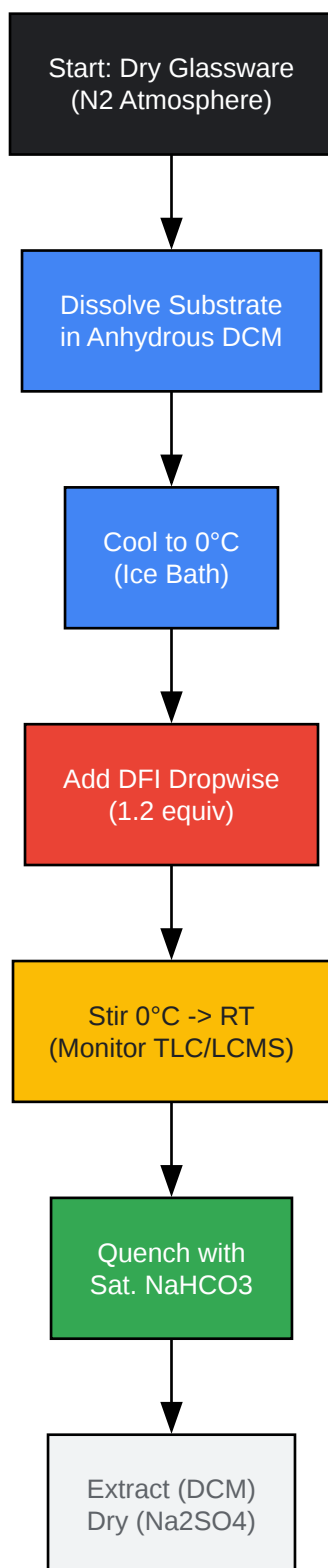 Start: Dry Glassware
(N2 Atmosphere)
Dissolve Substrate
in Anhydrous DCM
Cool to 0°C
(Ice Bath)
Add DFI Dropwise
(1.2 equiv)
Stir 0°C -> RT
(Monitor TLC/LCMS)
Quench with
Sat. NaHCO3
Extract (DCM)
Dry (Na2SO4)